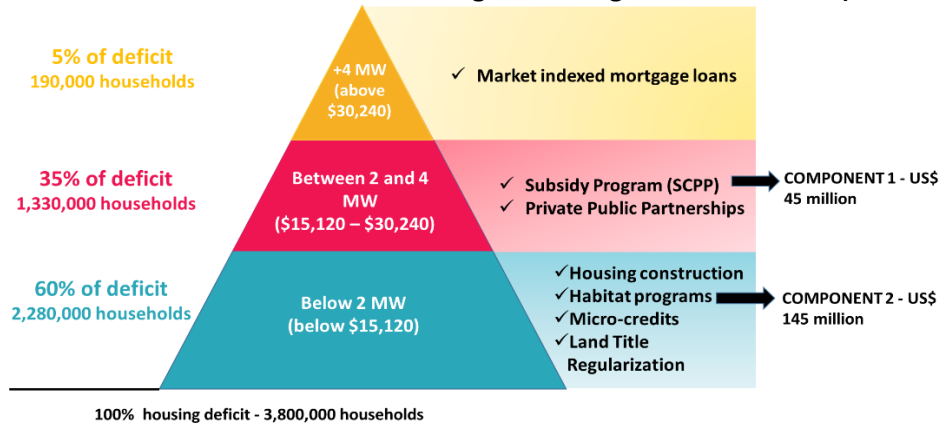 5% of deficit
190,000 households
+4 MW
(above
$30,240)
✓ Market indexed mortgage loans
35% of deficit
1,330,000 households
Between 2 and 4
MW
($15,120 – $30,240)
✓ Subsidy Program (SCPP)
✓ Private Public Partnerships
COMPONENT 1 - US$
45 million
60% of deficit
2,280,000 households
Below 2 MW
(below $15,120)
✓Housing construction
✓Habitat programs
✓Micro-credits
✓Land Title
Regularization
COMPONENT 2 - US$
145 million
100% housing deficit - 3,800,000 households